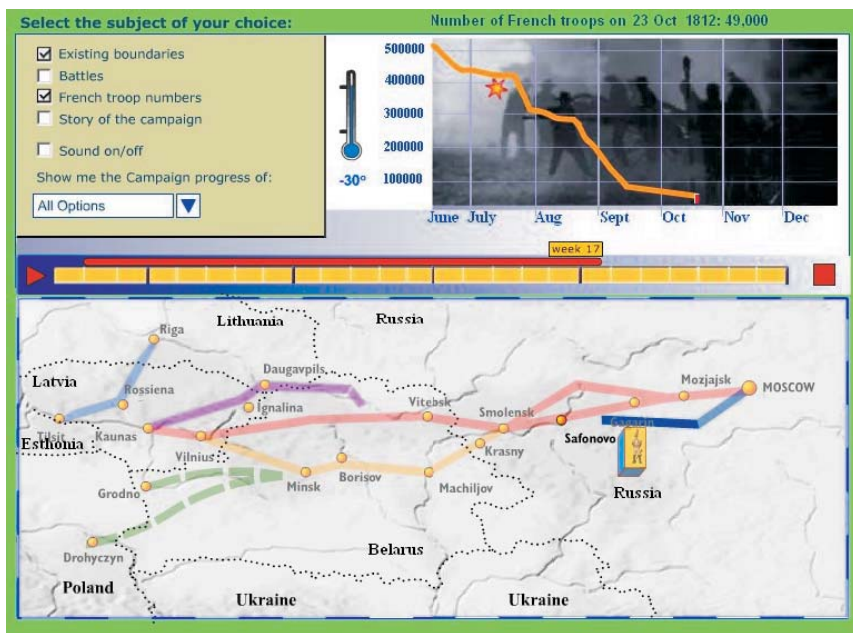 Select the subject of your choice:
Number of French troops on 23 Oct 1812: 49,000
Existing boundaries
Battles
French troop numbers
Story of the campaign
Sound on/off
Show me the Campaign progress of:
All Options
-30°
500000
400000
300000
200000
100000
June July Aug Sept Oct Nov Dec
week 17
Lithuania
Russia
Riga
Latvia
Daugavpils
Rossiena
Ignalina
Vitebsk
Smolensk
Mozjajsk
MOSCOW
Tilsit
Kaunas
Gagarin
Esthonia
Vilnius
Krasny
Safonovo
Grodno
Minsk
Borisov
Machiljov
Russia
Drohyczyn
Belarus
Poland
Ukraine
Ukraine